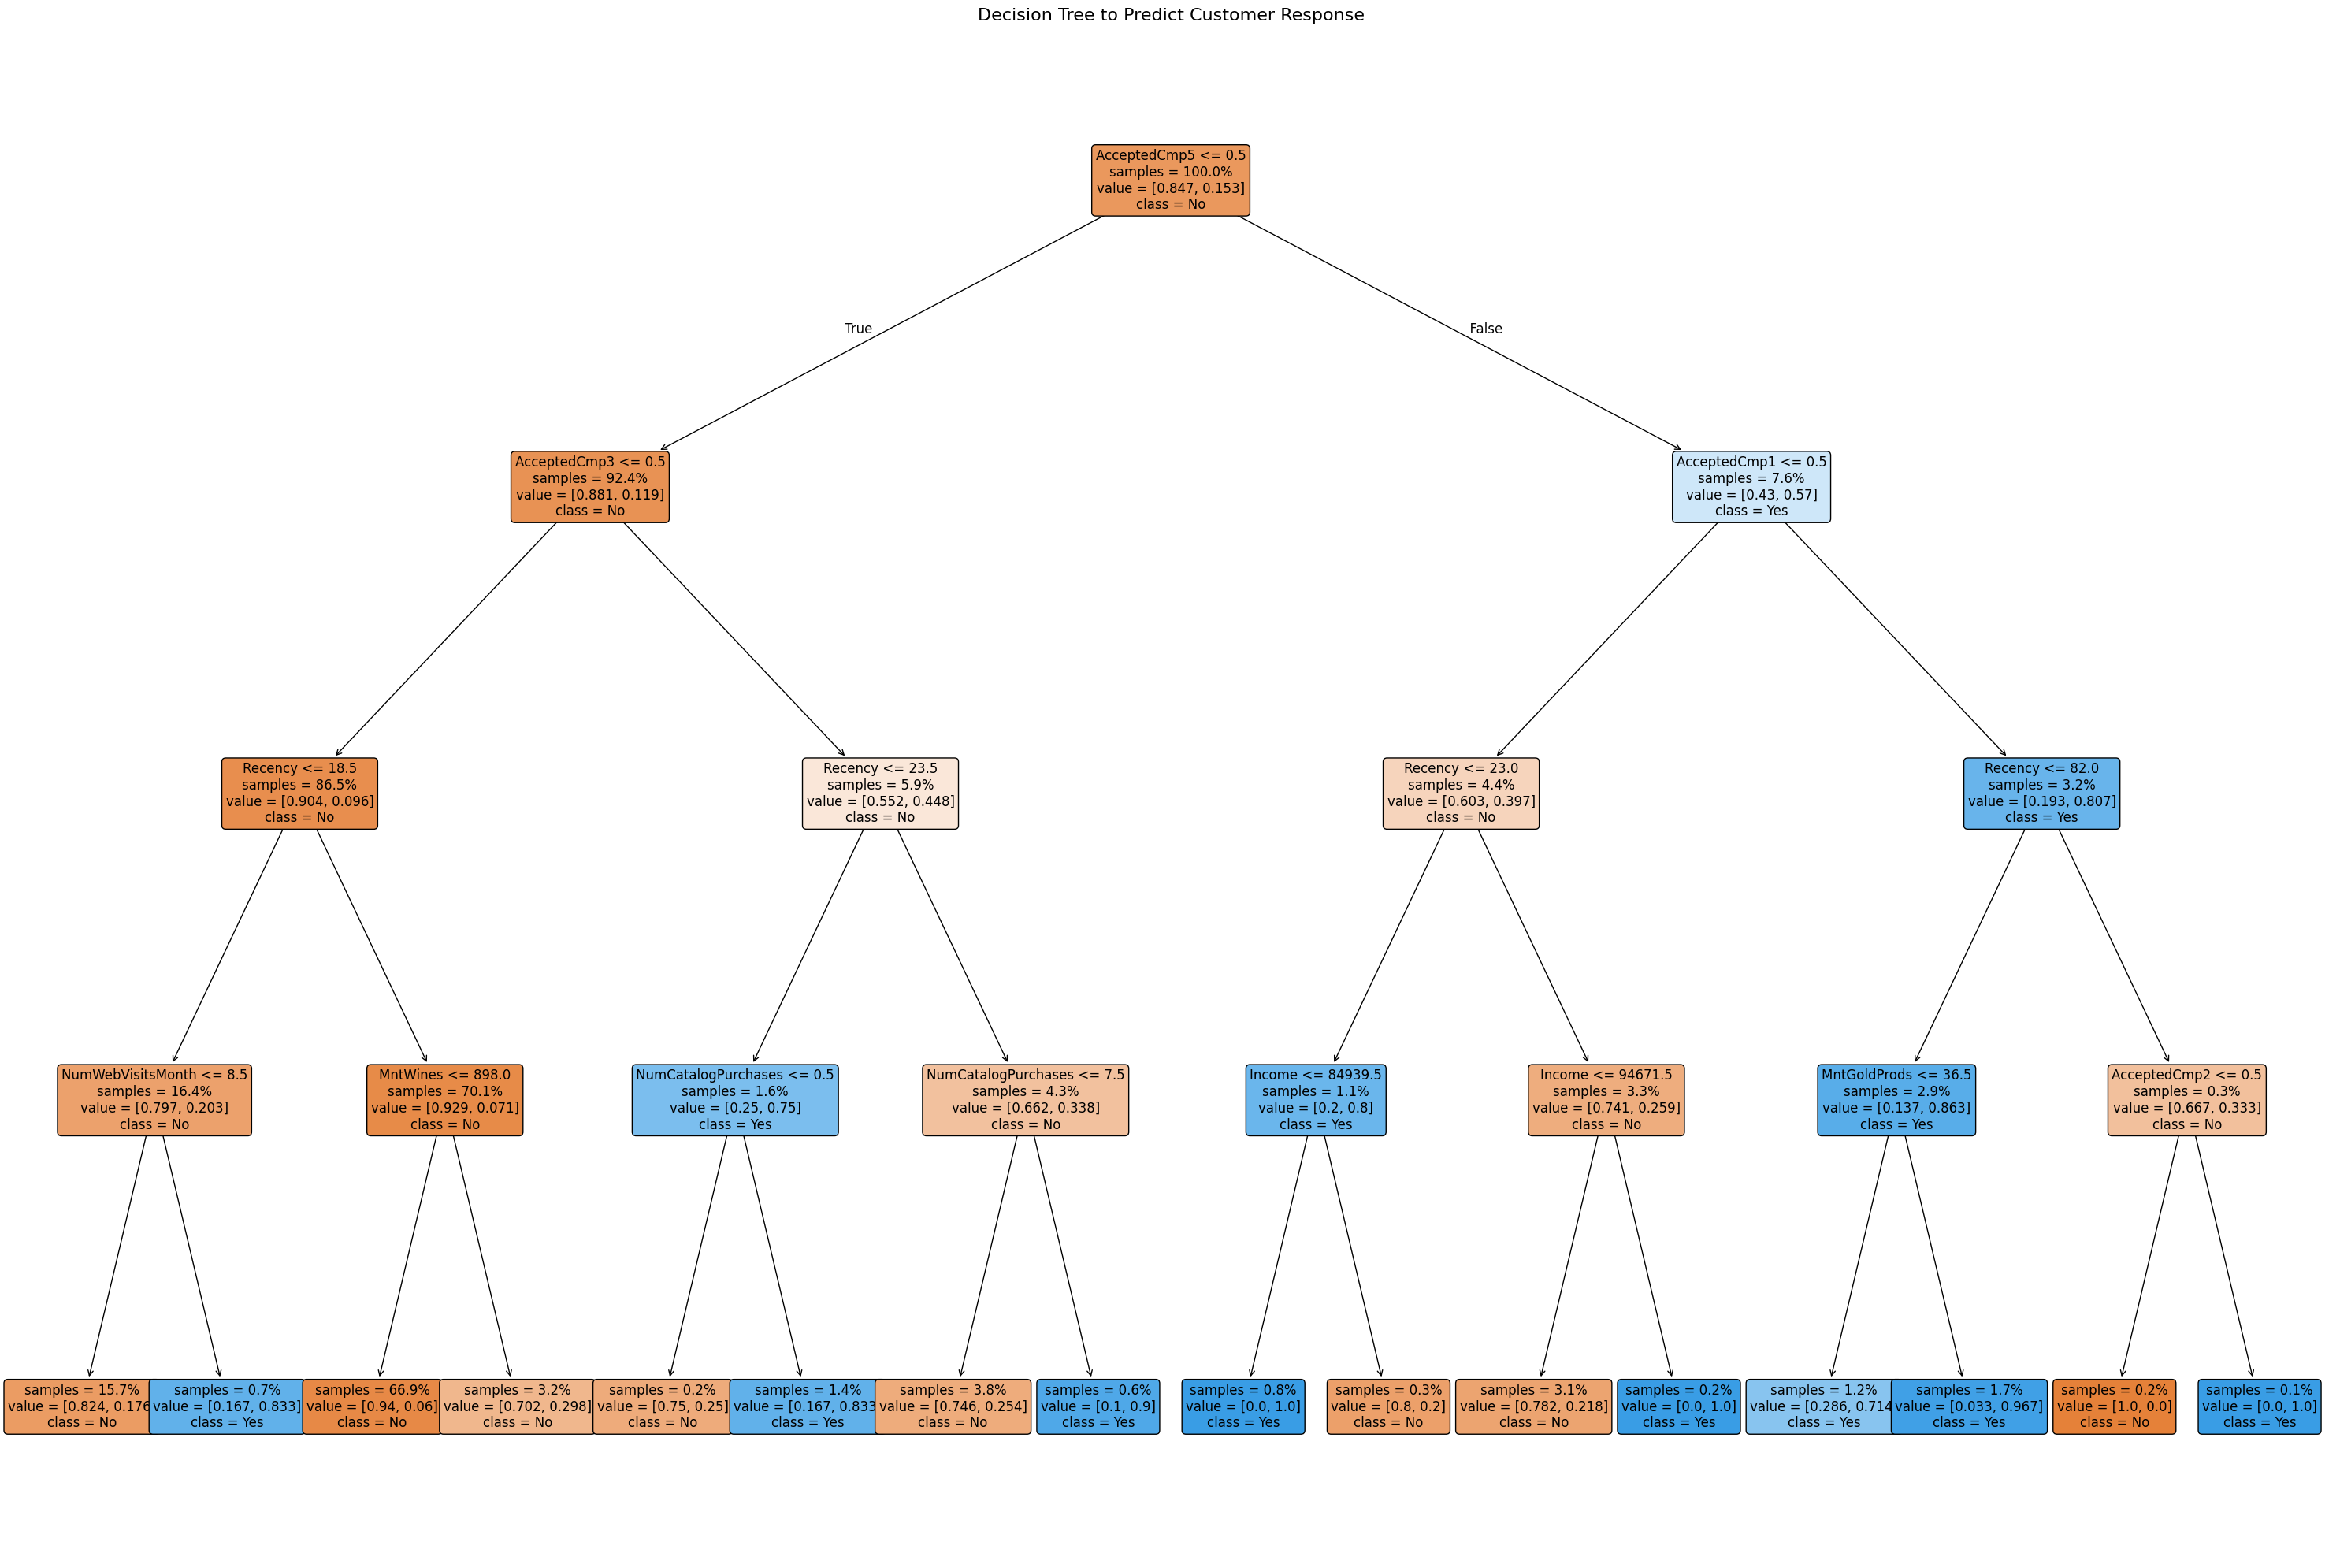 Decision Tree to Predict Customer Response
AcceptedCmp5 <= 0.5
samples = 100.0%
value = [0.847, 0.153]
class = No
True
False
AcceptedCmp3 <= 0.5
samples = 92.4%
value = [0.881, 0.119]
class = No
AcceptedCmp1 <= 0.5
samples = 7.6%
value = [0.43, 0.57]
class = Yes
Recency <= 18.5
samples = 86.5%
value = [0.904, 0.096]
class = No
Recency <= 23.5
samples = 5.9%
value = [0.552, 0.448]
class = No
Recency <= 23.0
samples = 4.4%
value = [0.603, 0.397]
class = No
Recency <= 82.0
samples = 3.2%
value = [0.193, 0.807]
class = Yes
NumWebVisitsMonth <= 8.5
samples = 16.4%
value = [0.797, 0.203]
class = No
MntWines <= 898.0
samples = 70.1%
value = [0.929, 0.071]
class = No
NumCatalogPurchases <= 0.5
samples = 1.6%
value = [0.25, 0.75]
class = Yes
NumCatalogPurchases <= 7.5
samples = 4.3%
value = [0.662, 0.338]
class = No
Income <= 84939.5
samples = 1.1%
value = [0.2, 0.8]
class = Yes
Income <= 94671.5
samples = 3.3%
value = [0.741, 0.259]
class = No
MntGoldProds <= 36.5
samples = 2.9%
value = [0.137, 0.863]
class = Yes
AcceptedCmp2 <= 0.5
samples = 0.3%
value = [0.667, 0.333]
class = No
samples = 15.7%
value = [0.824, 0.176
class = No
samples = 0.7%
value = [0.167, 0.833]
class = Yes
samples = 66.9%
value = [0.94, 0.06]
class = No
samples = 3.2%
value = [0.702, 0.298]
class = No
samples = 0.2%
value = [0.75, 0.25]
class = No
samples = 1.4%
value = [0.167, 0.833
class = Yes
samples = 3.8%
value = [0.746, 0.254]
class = No
samples = 0.6%
value = [0.1, 0.9]
class = Yes
samples = 0.8%
value = [0.0, 1.0]
class = Yes
samples = 0.3%
value = [0.8, 0.2]
class = No
samples = 3.1%
value = [0.782, 0.218]
class = No
samples = 0.2%
value = [0.0, 1.0]
class = Yes
samples = 1.2%
value = [0.286, 0.714
class = Yes
samples = 1.7%
value = [0.033, 0.967]
class = Yes
samples = 0.2%
value = [1.0, 0.0]
class = No
samples = 0.1%
value = [0.0, 1.0]
class = Yes